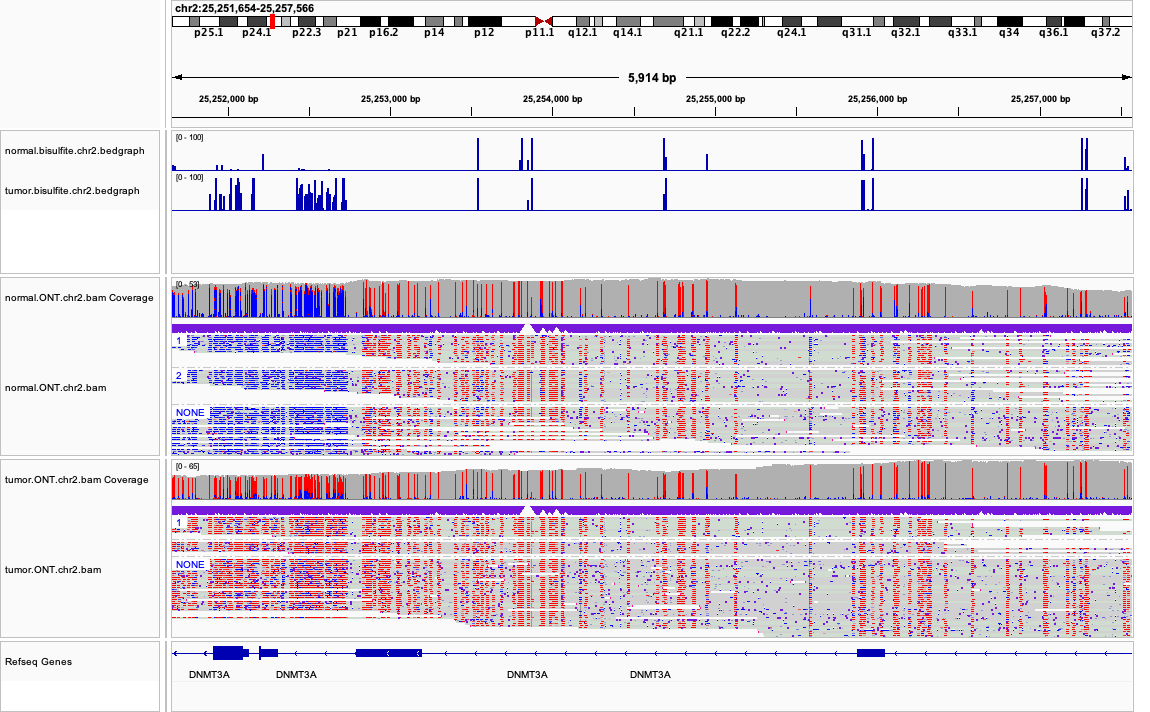 chr2:25,251,654-25,257,566
p25.1 p24.1 p22.3 p21 p16.2 p14 p12 p11.1 q12.1 q14.1 q21.1 q22.2 q24.1 q31.1 q32.1 q33.1 q34 q36.1 q37.2
5,914 bp
25,252,000 bp 25,253,000 bp 25,254,000 bp 25,255,000 bp 25,256,000 bp 25,257,000 bp
[0 - 100]
normal.bisulfite.chr2.bedgraph
[0 - 100]
tumor.bisulfite.chr2.bedgraph
[0 - 53]
normal.ONT.chr2.bam Coverage
1
2
normal.ONT.chr2.bam
NONE
[0 - 65]
tumor.ONT.chr2.bam Coverage
1
NONE
tumor.ONT.chr2.bam
Refseq Genes
DNMT3A DNMT3A DNMT3A DNMT3A